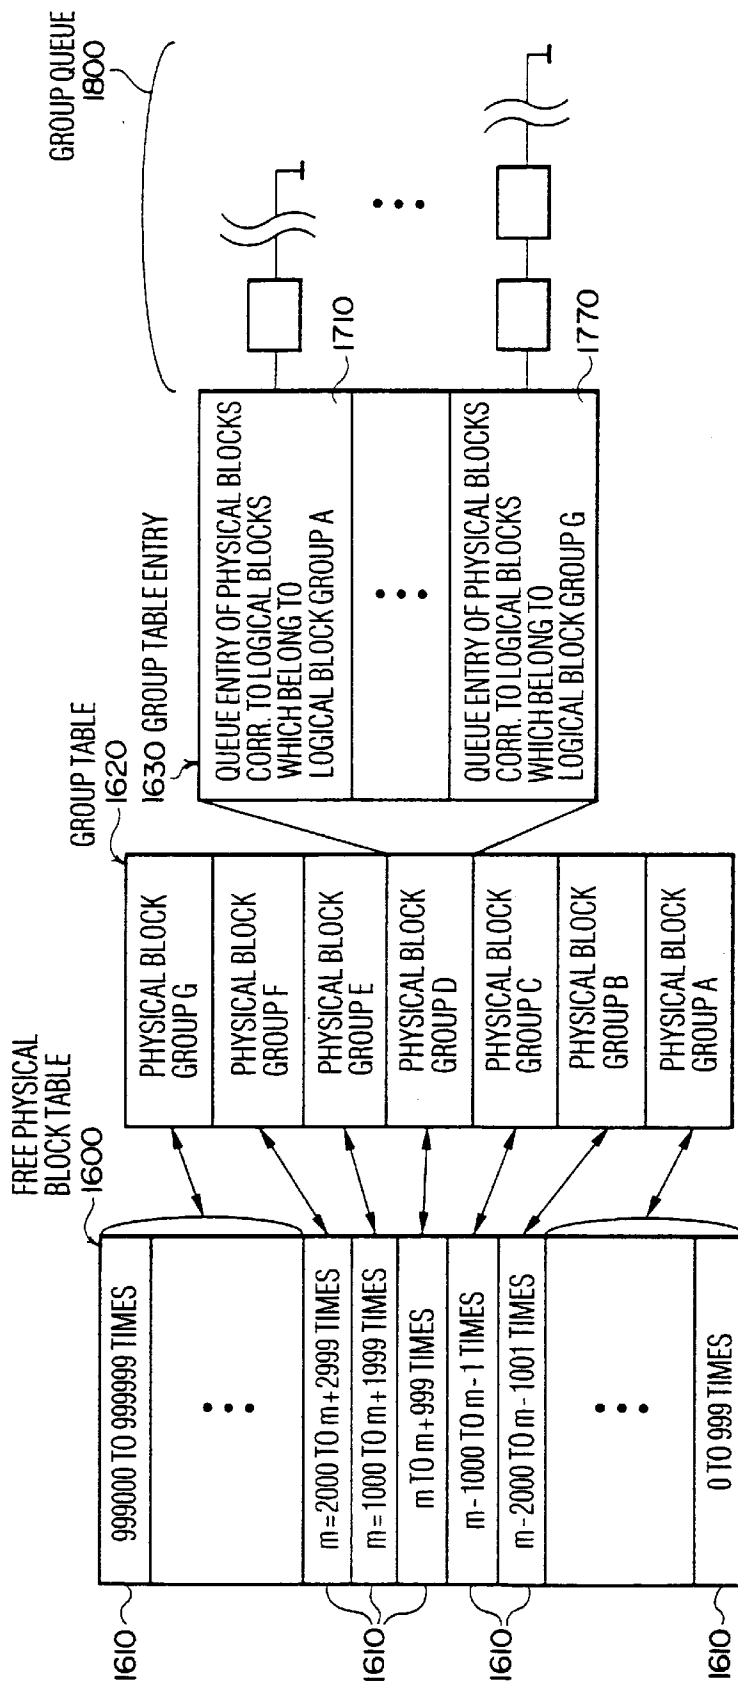 FREE PHYSICAL
BLOCK TABLE
1600
999000 TO 999999 TIMES
m=2000 TO m+2999 TIMES
m=1000 TO m+1999 TIMES
m TO m+999 TIMES
m-1000 TO m-1 TIMES
m-2000 TO m-1001 TIMES
0 TO 999 TIMES
1610
1610
1610
1610
GROUP TABLE
1620
PHYSICAL BLOCK
GROUP G
PHYSICAL BLOCK
GROUP F
PHYSICAL BLOCK
GROUP E
PHYSICAL BLOCK
GROUP D
PHYSICAL BLOCK
GROUP C
PHYSICAL BLOCK
GROUP B
PHYSICAL BLOCK
GROUP A
1630 GROUP TABLE ENTRY
QUEUE ENTRY OF PHYSICAL BLOCKS
CORR. TO LOGICAL BLOCKS
WHICH BELONG TO
LOGICAL BLOCK GROUP A
1710
QUEUE ENTRY OF PHYSICAL BLOCKS
CORR. TO LOGICAL BLOCKS
WHICH BELONG TO
LOGICAL BLOCK GROUP G
1770
GROUP QUEUE
1800